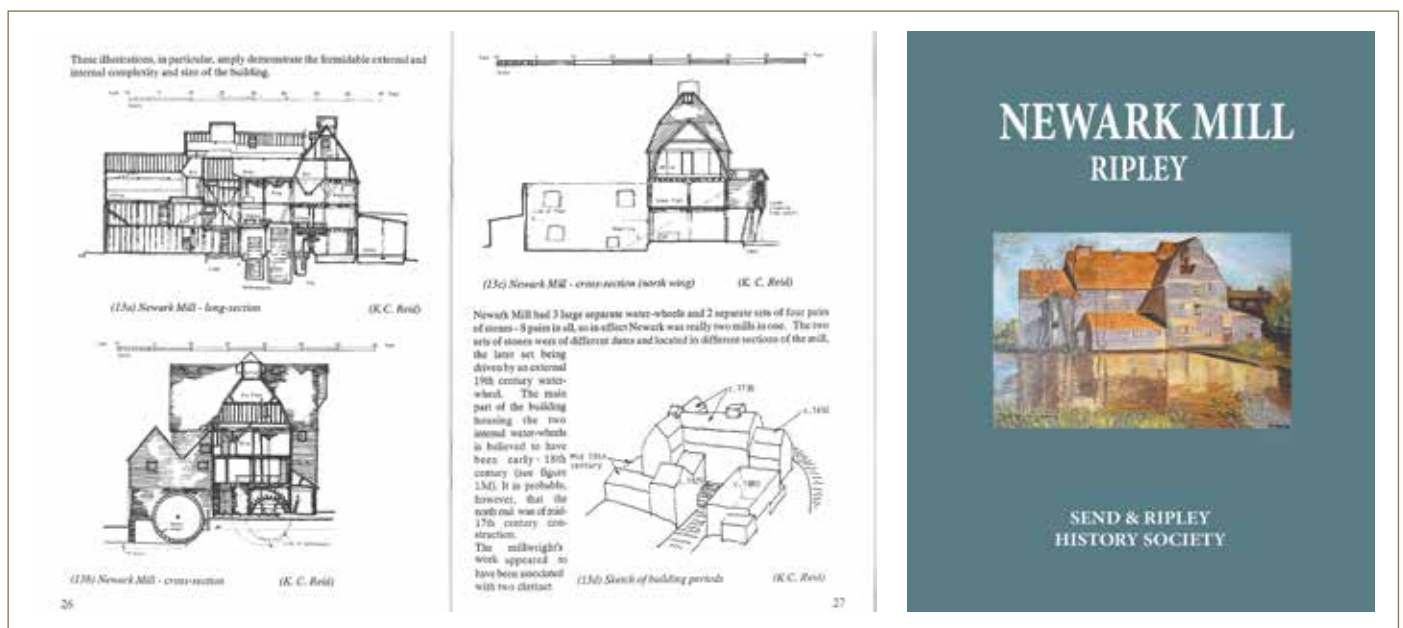 These illustrations, in particular, amply demonstrate the formidable external and
internal complexity and size of the building.
(13a) Newark Mill - long-section (K.C. Reid)
(13b) Newark Mill - cross-section (K. C. Reid)
26
(13c) Newark Mill - cross-section (north wing) (K. C. Reid)
Newark Mill had 3 large separate water-wheels and 2 separate sets of four pairs
of stones - 8 pairs in all, so in effect Newark was really two mills in one. The two
sets of stones were of different dates and located in different sections of the mill,
the later set being
driven by an external
19th century water-
wheel. The main
part of the building
housing the two
internal water-wheels
is believed to have
been early - 18th
century (see figure
13d). It is probable,
however, that the
north end was of mid-
17th century con-
struction.
The millwright's
work appeared to
have been associated
with two distinct
Mid 19th
century
(13d) Sketch of building periods (K.C. Reid)
27
NEWARK MILL
RIPLEY
SEND & RIPLEY
HISTORY SOCIETY